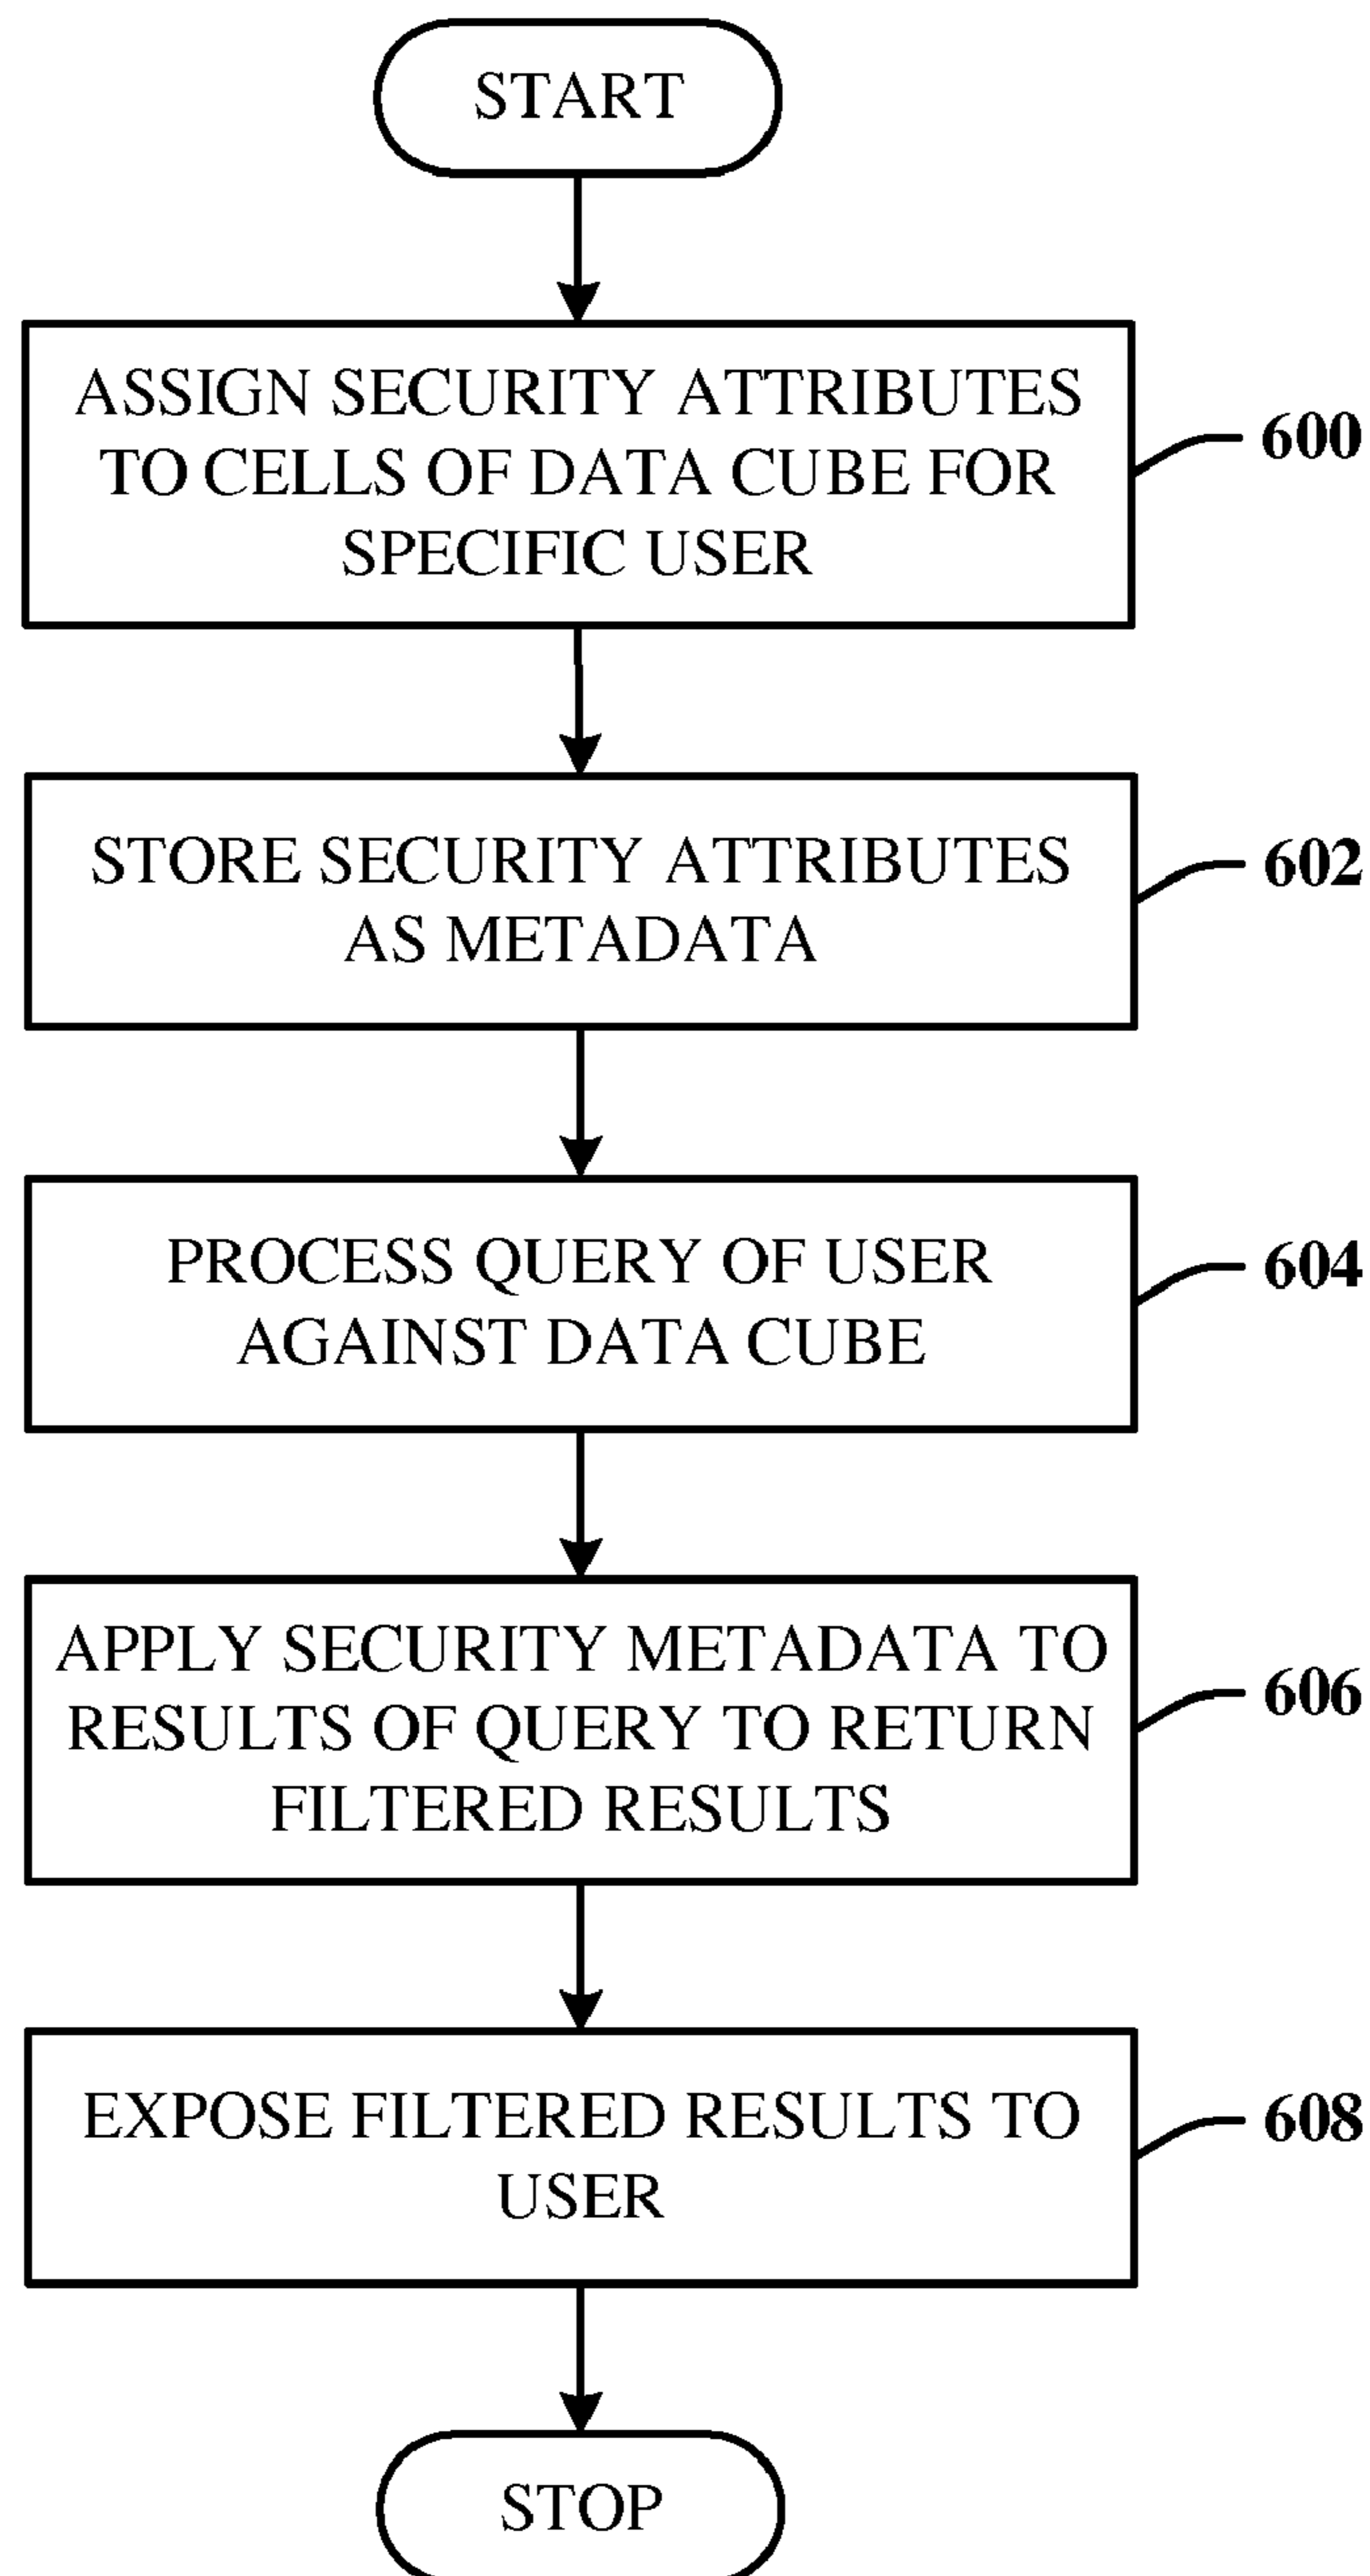 START
ASSIGN SECURITY ATTRIBUTES
TO CELLS OF DATA CUBE FOR
SPECIFIC USER
600
STORE SECURITY ATTRIBUTES
AS METADATA
602
PROCESS QUERY OF USER
AGAINST DATA CUBE
604
APPLY SECURITY METADATA TO
RESULTS OF QUERY TO RETURN
FILTERED RESULTS
606
EXPOSE FILTERED RESULTS TO
USER
608
STOP